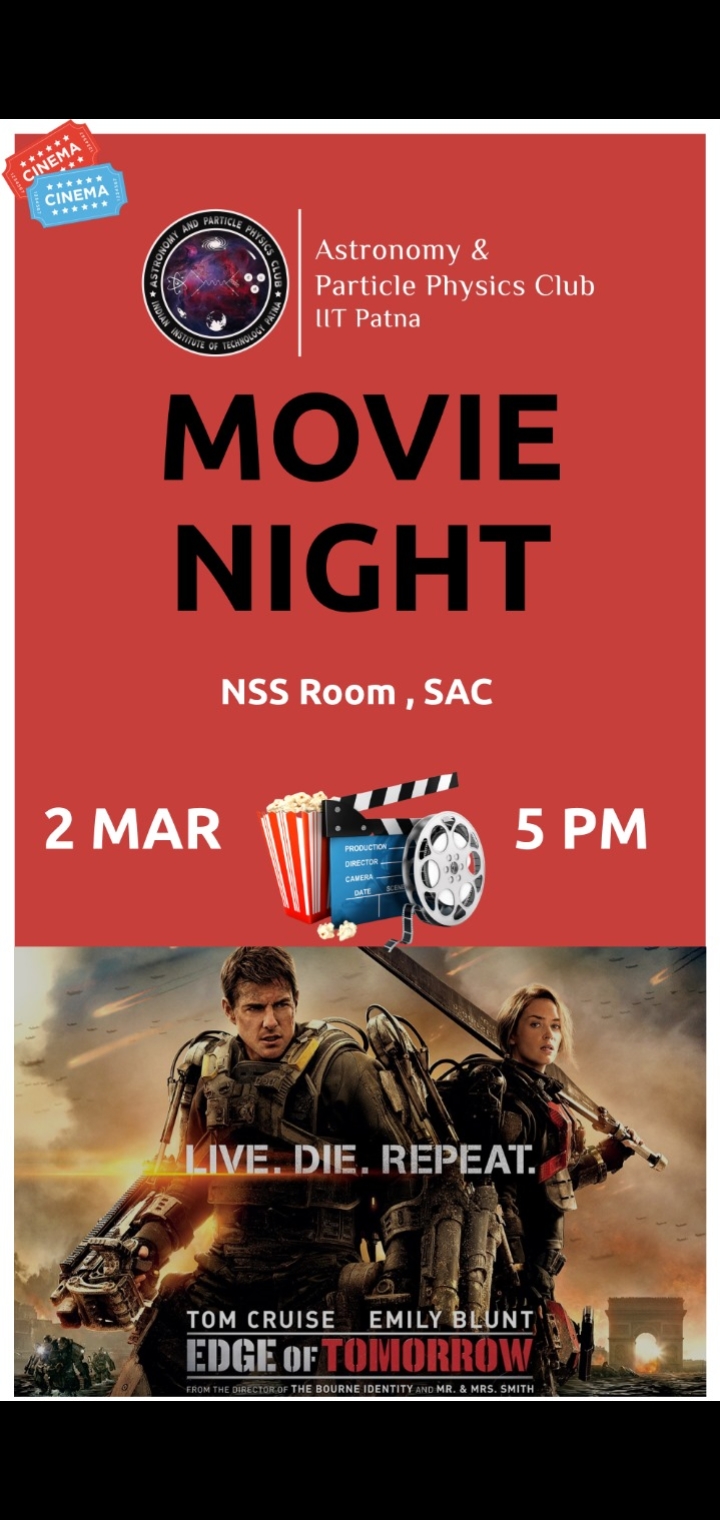 CINEMA
CINEMA
ASTRONOMY AND PARTICLE PHYSICS CLUB
INDIAN INSTITUTE OF TECHNOLOGY PATNA
Astronomy &
Particle Physics Club
IIT Patna
MOVIE
NIGHT
NSS Room , SAC
2 MAR
5 PM
PRODUCTION
DIRECTOR
CAMERA
DATE
SCENE
LIVE. DIE. REPEAT.
TOM CRUISE EMILY BLUNT
EDGE OF TOMORROW
FROM THE DIRECTOR OF THE BOURNE IDENTITY AND MR. & MRS. SMITH